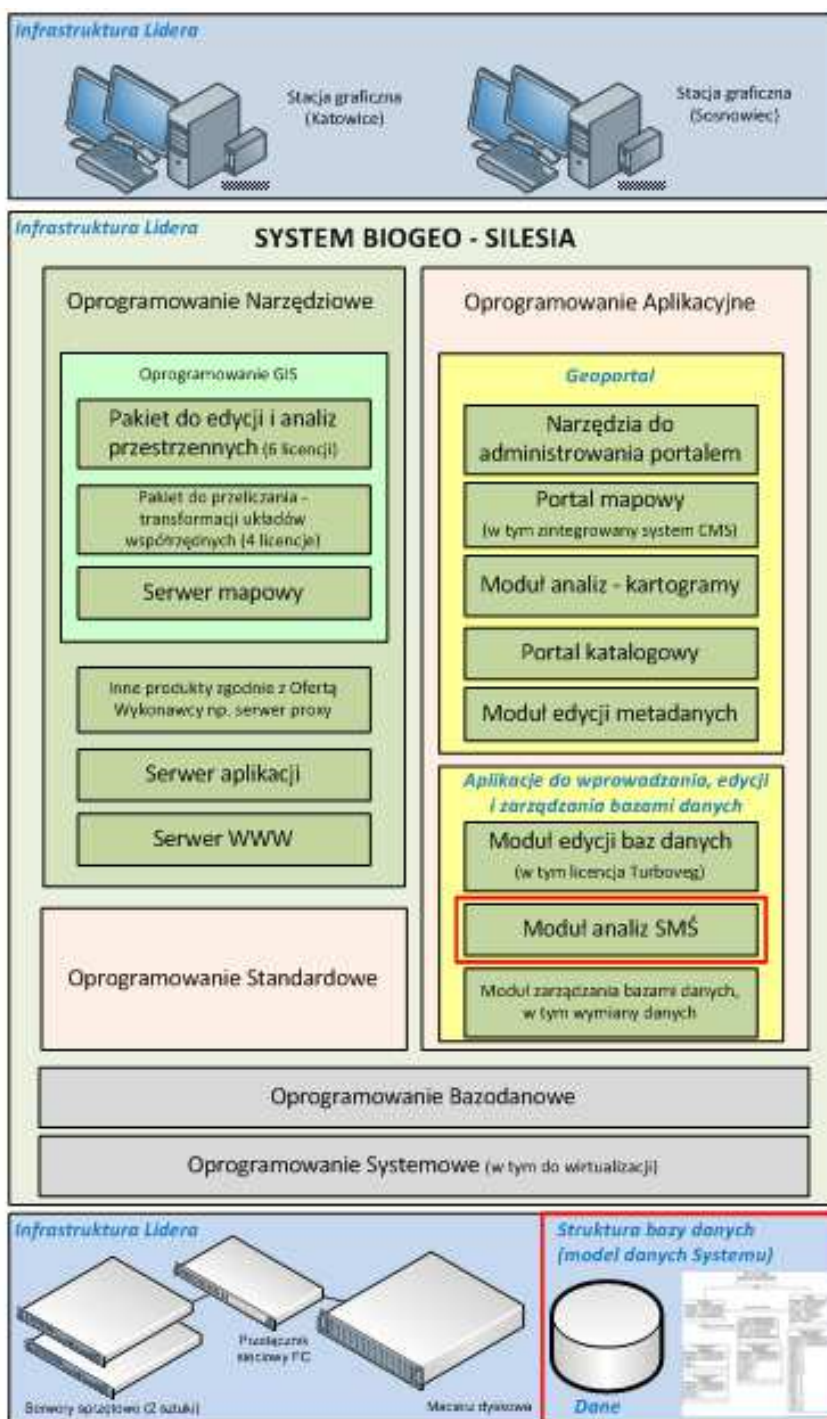 Infrastruktura Lidera
Stacja graficzna
(Katowice)
Stacja graficzna
(Sosnowiec)
Infrastruktura Lidera
SYSTEM BIOGEO - SILESIA
Oprogramowanie Narzędziowe
Oprogramowanie GIS
Pakiet do edycji i analiz
przestrzennych (6 licencji)
Pakiet do przeliczania -
transformacji układów
współrzędnych (4 licencje)
Serwer mapowy
Inne produkty zgodnie z Ofertą
Wykonawcy np. serwer proxy
Serwer aplikacji
Serwer WWW
Oprogramowanie Standardowe
Oprogramowanie Aplikacyjne
Geoportal
Narzędzia do
administrowania portalem
Portal mapowy
(w tym zintegrowany system CMS)
Moduł analiz - kartogramy
Portal katalogowy
Moduł edycji metadanych
Aplikacje do wprowadzania, edycji
i zarządzania bazami danych
Moduł edycji baz danych
(w tym licencja Turboveg)
Moduł analiz SMŚ
Moduł zarządzania bazami danych,
w tym wymiany danych
Oprogramowanie Bazodanowe
Oprogramowanie Systemowe (w tym do wirtualizacji)
Infrastruktura Lidera
Przełącznik
sieciowy FC
Serwery sprzętowe (2 sztuki)
Macierz dyskowa
Struktura bazy danych
(model danych Systemu)
Dane